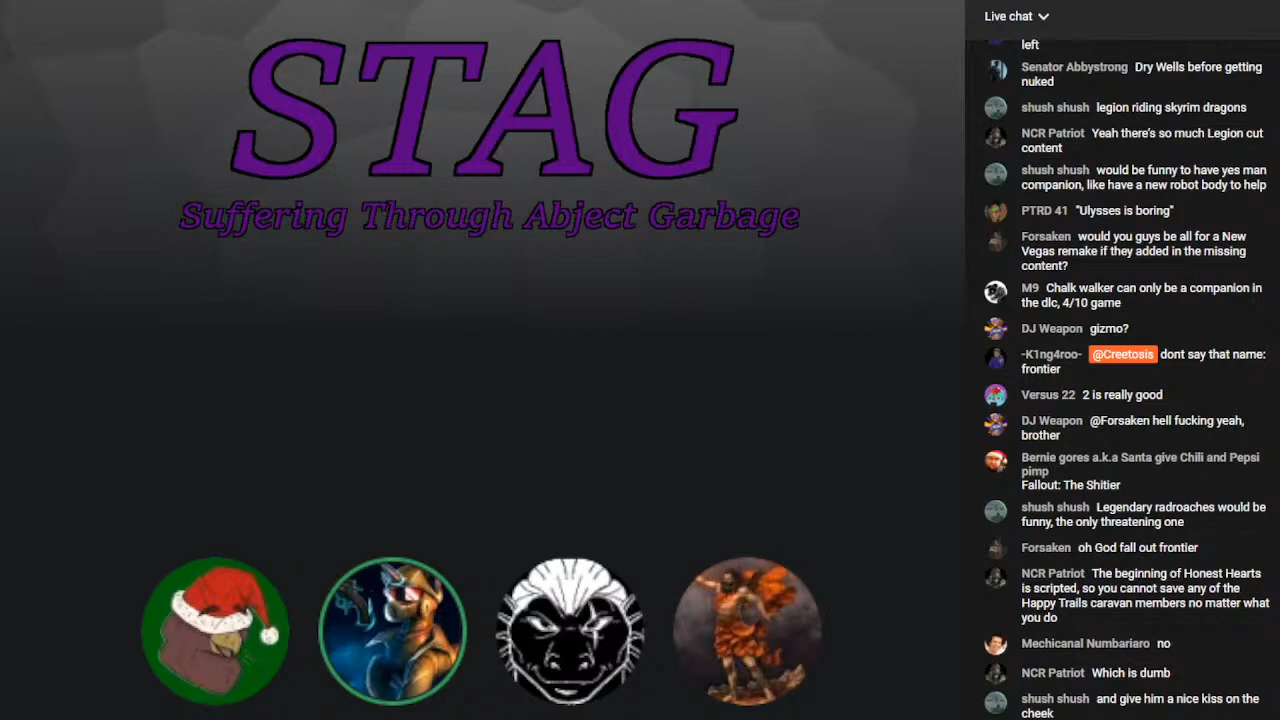 STAG
Suffering Through Abject Garbage
Live chat
left
Senator Abbystrong Dry Wells before getting
nuked
shush shush legion riding skyrim dragons
NCR Patriot Yeah there's so much Legion cut
content
shush shush would be funny to have yes man
companion, like have a new robot body to help
PTRD 41 "Ulysses is boring"
Forsaken would you guys be all for a New
Vegas remake if they added in the missing
content?
M9 Chalk walker can only be a companion in
the dlc, 4/10 game
DJ Weapon gizmo?
-K1ng4roo- @Creetosis dont say that name:
frontier
Versus 22 2 is really good
DJ Weapon @Forsaken hell fucking yeah,
brother
Bernie gores a.k.a Santa give Chili and Pepsi
pimp
Fallout: The Shitier
shush shush Legendary radroaches would be
funny, the only threatening one
Forsaken oh God fall out frontier
NCR Patriot The beginning of Honest Hearts
is scripted, so you cannot save any of the
Happy Trails caravan members no matter what
you do
Mechicanal Numbariaro no
NCR Patriot Which is dumb
shush shush and give him a nice kiss on the
cheek